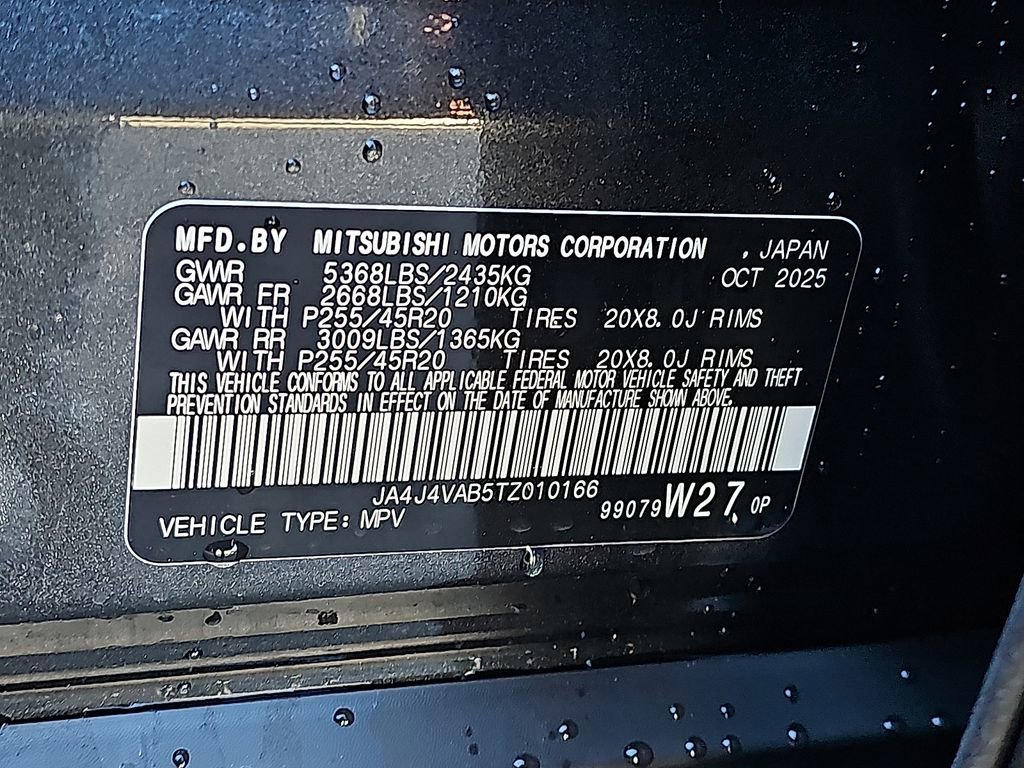 MFD.BY MITSUBISHI MOTORS CORPORATION , JAPAN
GVWR 5368LBS/2435KG OCT 2025
GAWR FR 2668LBS/1210KG
WITH P255/45R20 TIRES 20X8.0J RIMS
GAWR RR 3009LBS/1365KG
WITH P255/45R20 TIRES 20X8.0J RIMS
THIS VEHICLE CONFORMS TO ALL APPLICABLE FEDERAL MOTOR VEHICLE SAFETY AND THEFT
PREVENTION STANDARDS IN EFFECT ON THE DATE OF MANUFACTURE SHOWN ABOVE.
JA4J4VAB5TZ010166
VEHICLE TYPE: MPV 99079W27 0P